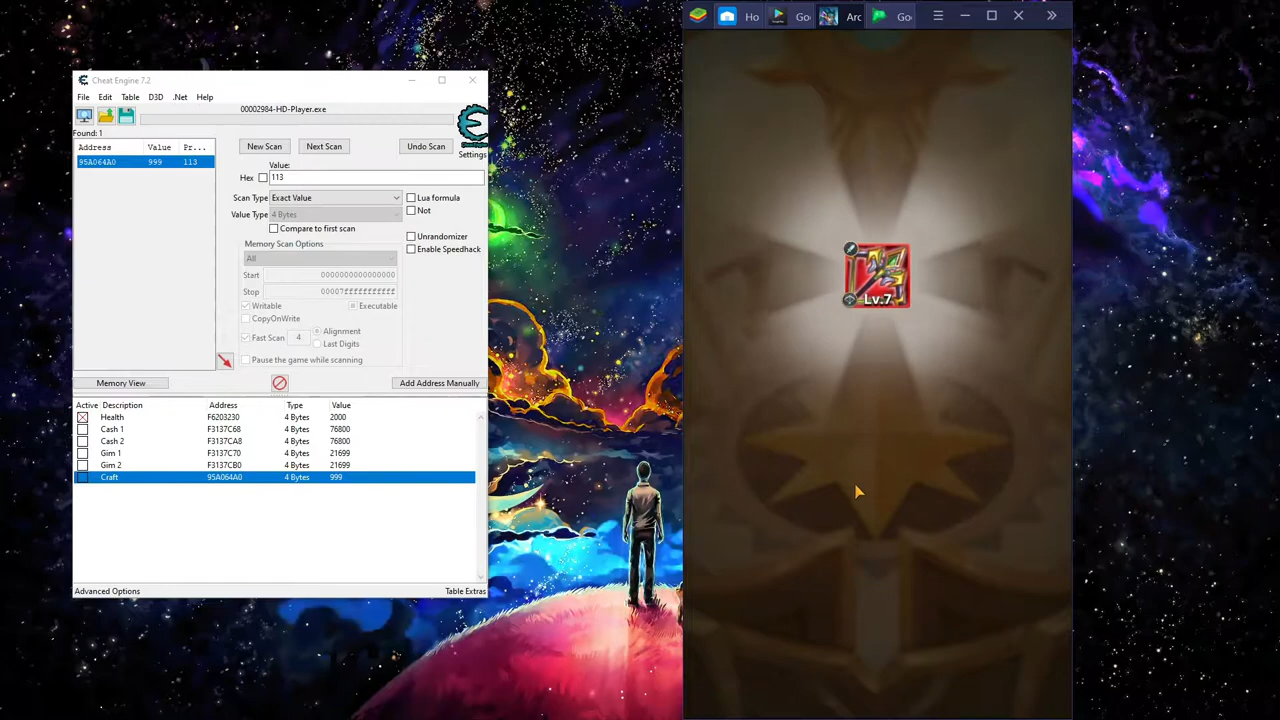 Cheat Engine 7.2
File Edit Table D3D .Net Help
00002984-HD-Player.exe
Found: 1
Address Value Pr...
95A064A0 999 113
New Scan Next Scan Undo Scan
Settings
Value:
Hex 113
Scan Type Exact Value
Lua formula
Not
Value Type 4 Bytes
Compare to first scan
Unrandomizer
Enable Speedhack
Memory Scan Options
All
Start 0000000000000000
Stop 00007fffffffffff
Writable Executable
CopyOnWrite
Fast Scan 4 Alignment
Last Digits
Pause the game while scanning
Memory View
Add Address Manually
Active Description Address Type Value
Health F6203230 4 Bytes 2000
Cash 1 F3137C68 4 Bytes 76800
Cash 2 F3137CA8 4 Bytes 76800
Gim 1 F3137C70 4 Bytes 21699
Gim 2 F3137CB0 4 Bytes 21699
Craft 95A064A0 4 Bytes 999
Advanced Options Table Extras
Ho Go Arc Go
Lv.7